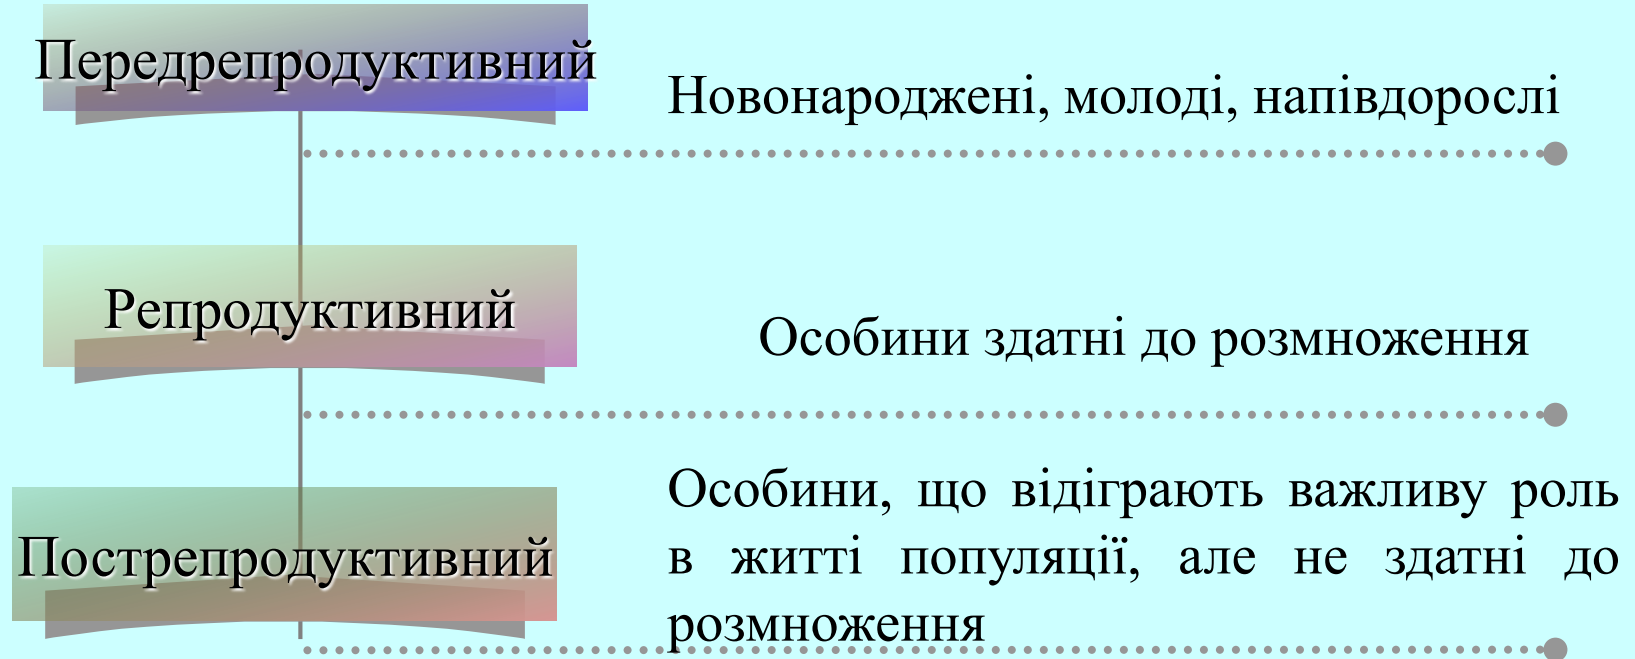 Передрепродуктивний
Новонароджені, молоді, напівдорослі
Репродуктивний
Особини здатні до розмноження
Пострепродуктивний
Особини, що відіграють важливу роль
в житті популяції, але не здатні до
розмноження